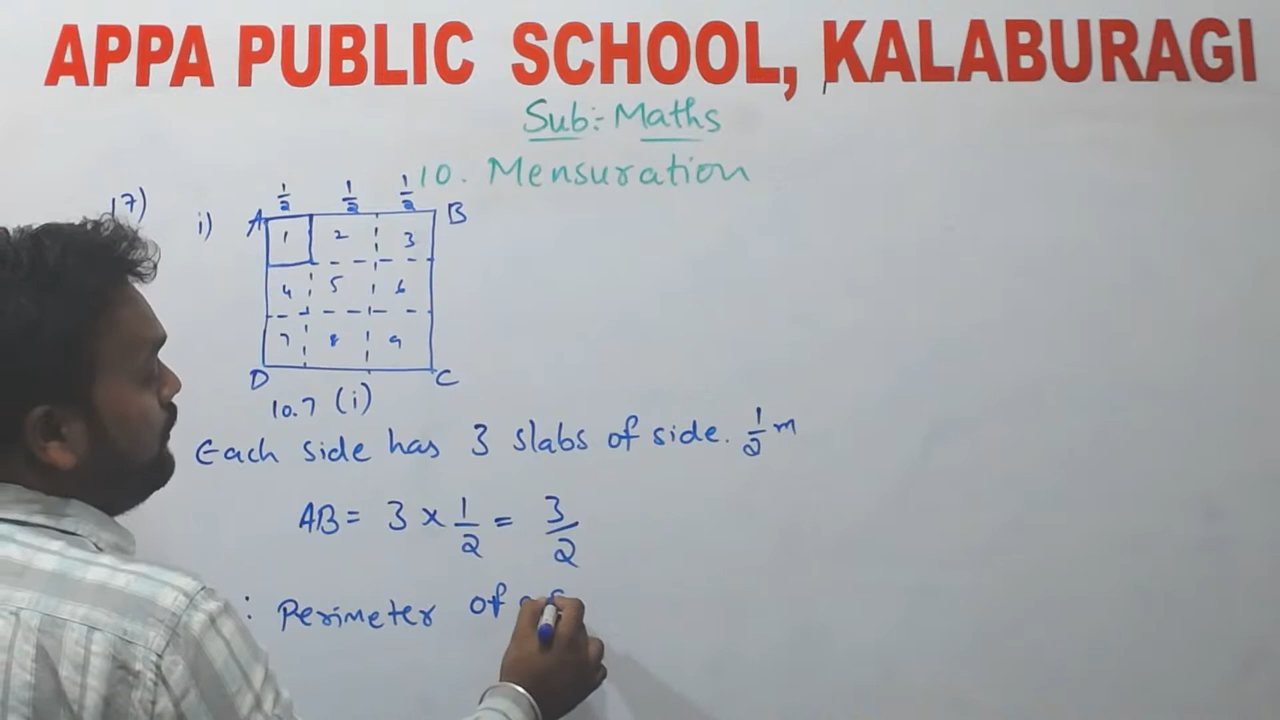 APPA PUBLIC SCHOOL, KALABURAGI
Sub:- Maths
10. Mensuration
17)
i)
1/2 1/2 1/2
A B
1 2 3
4 5 6
7 8 9
D C
10.7 (i)
Each side has 3 slabs of side. 1/2 m
AB = 3 × 1/2 = 3/2
: Perimeter of